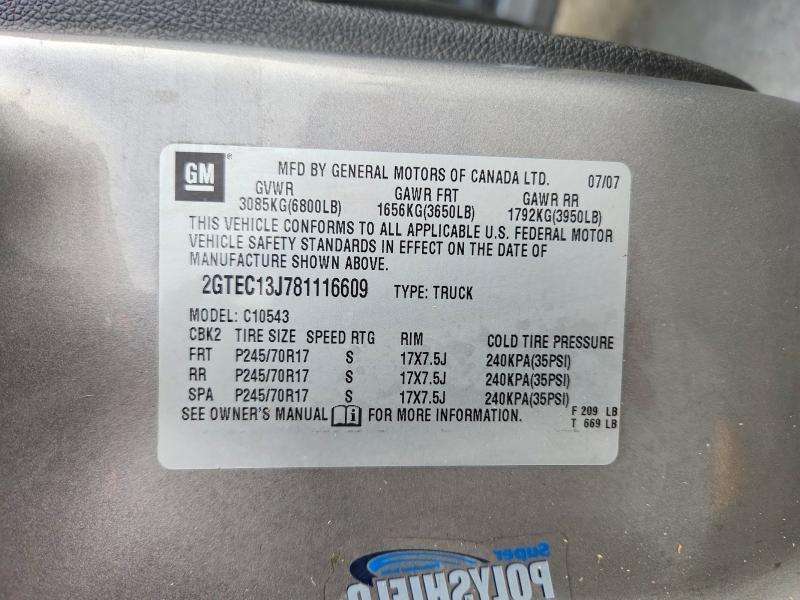 GM ® MFD BY GENERAL MOTORS OF CANADA LTD. 07/07
GVWR GAWR FRT GAWR RR
3085KG(6800LB) 1656KG(3650LB) 1792KG(3950LB)
THIS VEHICLE CONFORMS TO ALL APPLICABLE U.S. FEDERAL MOTOR
VEHICLE SAFETY STANDARDS IN EFFECT ON THE DATE OF
MANUFACTURE SHOWN ABOVE.
2GTEC13J781116609 TYPE: TRUCK
MODEL: C10543
CBK2 TIRE SIZE SPEED RTG RIM COLD TIRE PRESSURE
FRT P245/70R17 S 17X7.5J 240KPA(35PSI)
RR P245/70R17 S 17X7.5J 240KPA(35PSI)
SPA P245/70R17 S 17X7.5J 240KPA(35PSI)
SEE OWNER'S MANUAL i FOR MORE INFORMATION.
F 209 LB
T 669 LB
Super
POLYSHIELD